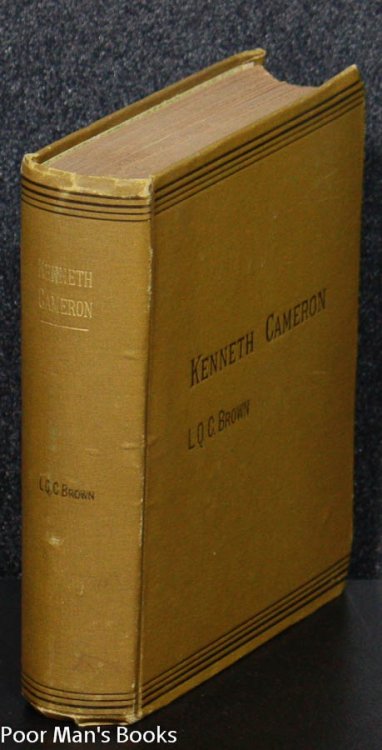 KENNETH
CAMERON
L.Q.C. BROWN
KENNETH CAMERON
L.Q.C. BROWN
Poor Man's Books